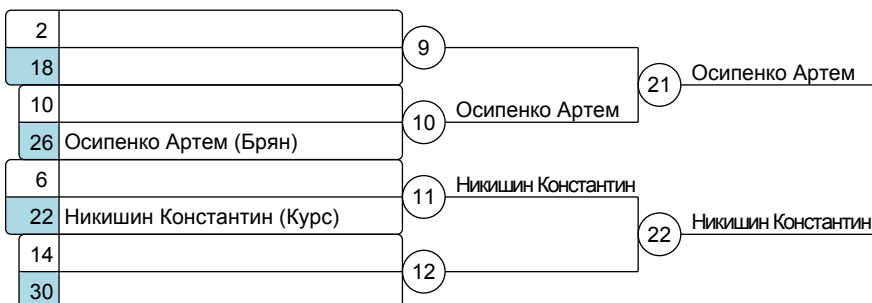 2
9
18
21 Осипенко Артем
10
10 Осипенко Артем
26 Осипенко Артем (Брян)
6
11 Никишин Константин
22 Никишин Константин (Курс)
22 Никишин Константин
14
12
30